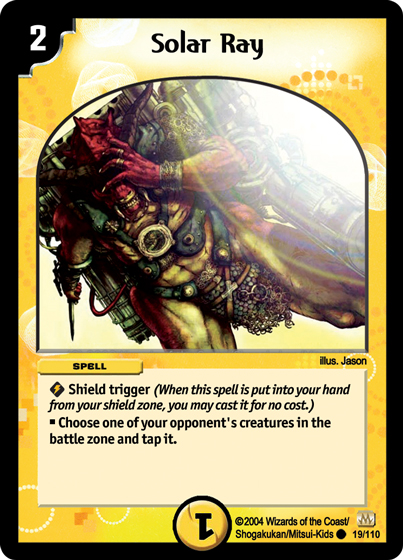 2
Solar Ray
illus. Jason
SPELL
Shield trigger (When this spell is put into your hand
from your shield zone, you may cast it for no cost.)
▪ Choose one of your opponent's creatures in the
battle zone and tap it.
1
©2004 Wizards of the Coast/
Shogakukan/Mitsui-Kids ● 19/110